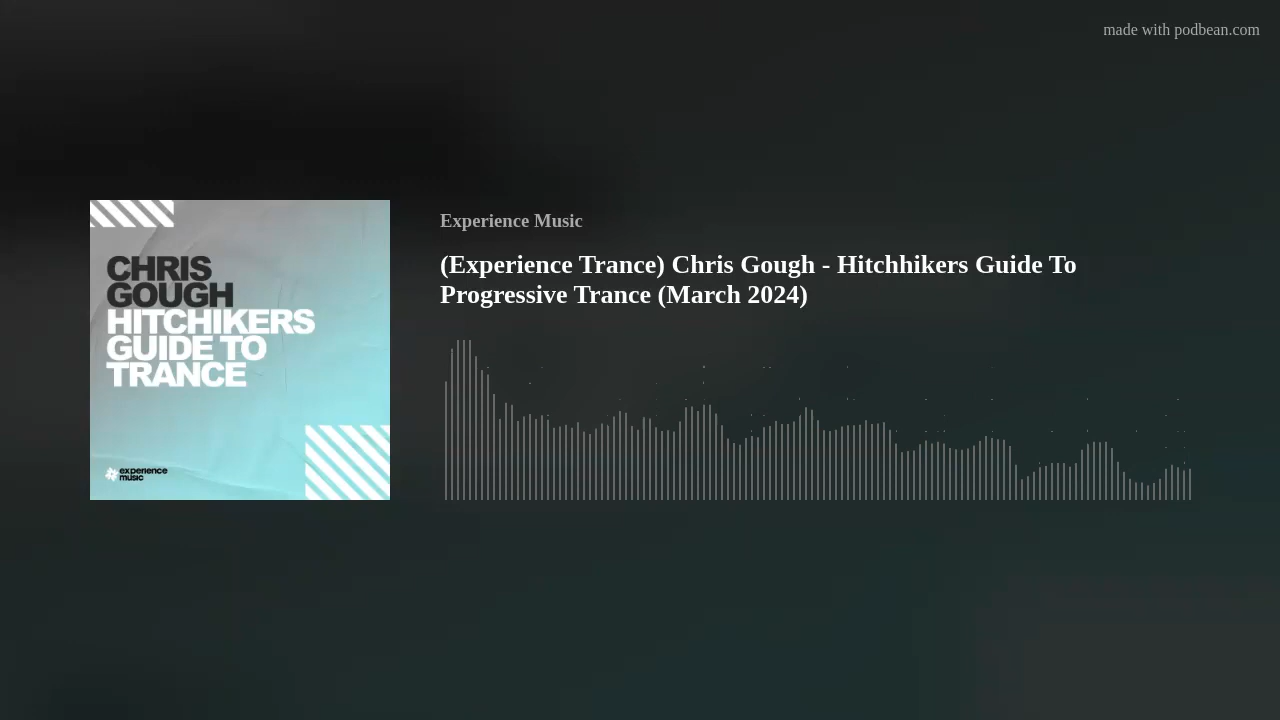 made with podbean.com
Experience Music
(Experience Trance) Chris Gough - Hitchhikers Guide To
Progressive Trance (March 2024)
CHRIS
GOUGH
HITCHIKERS
GUIDE TO
TRANCE
experience
music